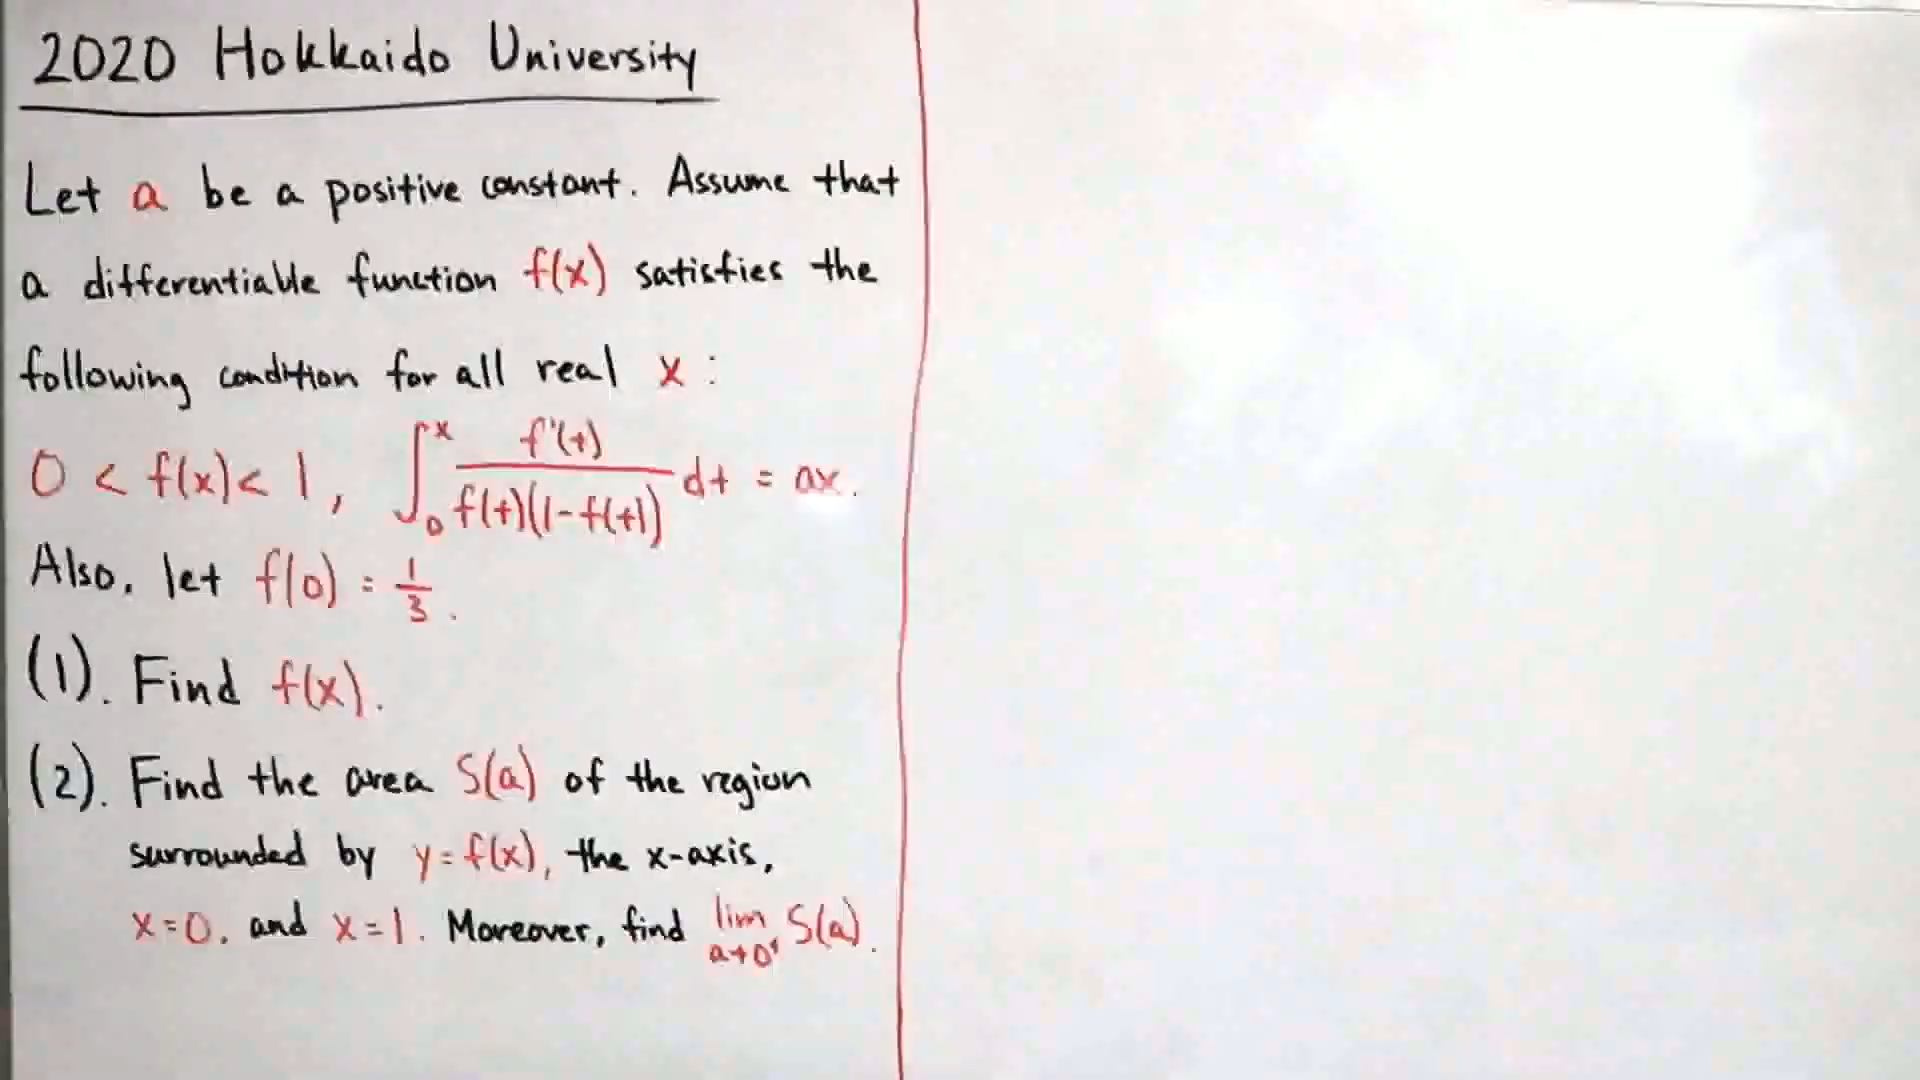 2020 Hokkaido University
Let a be a positive constant. Assume that
a differentiable function f(x) satisfies the
following condition for all real x :
0 < f(x) < 1, ∫₀ˣ f'(t) / f(t)(1-f(t)) dt = ax.
Also, let f(0) = 1/3.
(1). Find f(x).
(2). Find the area S(a) of the region
surrounded by y=f(x), the x-axis,
x=0, and x=1. Moreover, find lim a→0⁺ S(a).